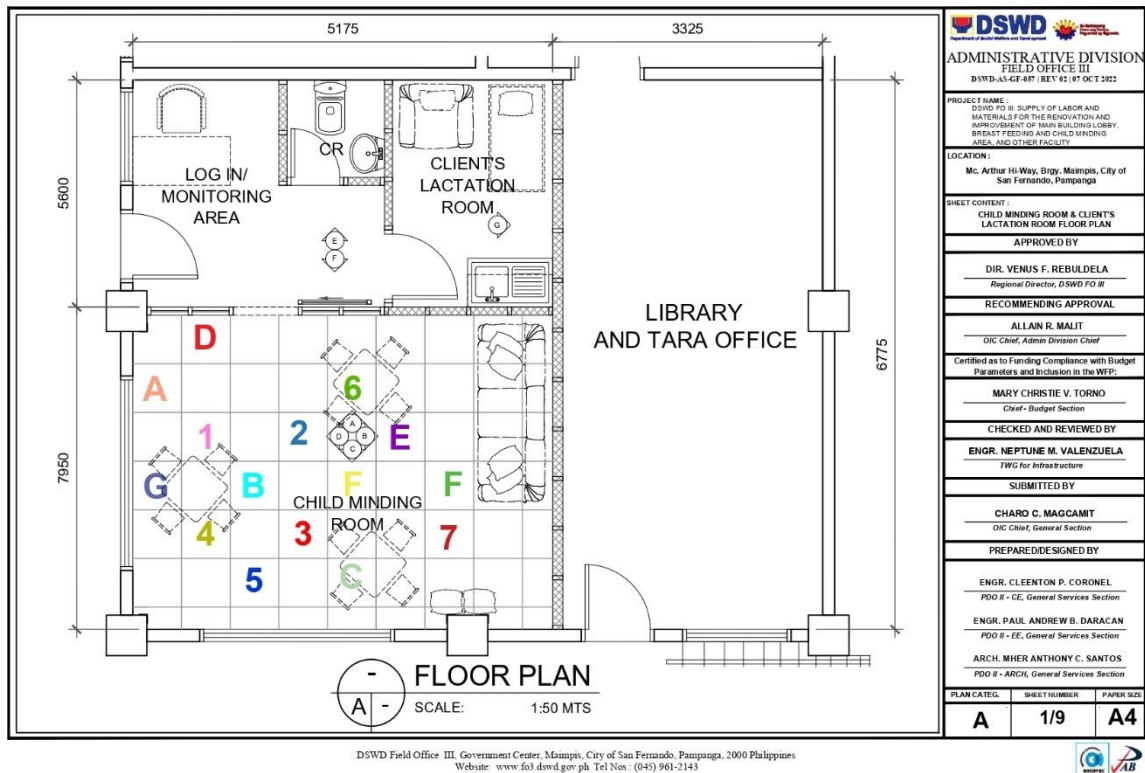 5175
3325
5600
7950
6775
LOG IN/
MONITORING
AREA
CR
CLIENT'S
LACTATION
ROOM
G
E
F
LIBRARY
AND TARA OFFICE
D
A
6
1
2
A
D
B
C
E
G
B
F
F
CHILD MINDING
ROOM
4
3
7
5
C
-
A
-
FLOOR PLAN
SCALE: 1:50 MTS
DSWD
Department of Social Welfare and Development
ADMINISTRATIVE DIVISION
FIELD OFFICE III
DSWD-AS-GF-057 | REV 02 | 07 OCT 2022
PROJECT NAME :
DSWD FO III: SUPPLY OF LABOR AND
MATERIALS FOR THE RENOVATION AND
IMPROVEMENT OF MAIN BUILDING LOBBY,
BREAST FEEDING AND CHILD MINDING
AREA, AND OTHER FACILITY
LOCATION :
Mc. Arthur Hi-Way, Brgy. Maimpis, City of
San Fernando, Pampanga
SHEET CONTENT :
CHILD MINDING ROOM & CLIENT'S
LACTATION ROOM FLOOR PLAN
APPROVED BY
DIR. VENUS F. REBULDELA
Regional Director, DSWD FO III
RECOMMENDING APPROVAL
ALLAIN R. MALIT
OIC Chief, Admin Division Chief
Certified as to Funding Compliance with Budget
Parameters and Inclusion in the WFP:
MARY CHRISTIE V. TORNO
Chief - Budget Section
CHECKED AND REVIEWED BY
ENGR. NEPTUNE M. VALENZUELA
TWG for Infrastructure
SUBMITTED BY
CHARO C. MAGCAMIT
OIC Chief, General Section
PREPARED/DESIGNED BY
ENGR. CLEENTON P. CORONEL
PDO II - CE, General Services Section
ENGR. PAUL ANDREW B. DARACAN
PDO II - EE, General Services Section
ARCH. MHER ANTHONY C. SANTOS
PDO II - ARCH, General Services Section
PLAN CATEG. SHEET NUMBER PAPER SIZE
A 1/9 A4
DSWD Field Office III, Government Center, Maimpis, City of San Fernando, Pampanga, 2000 Philippines
Website: www.fo3.dswd.gov.ph Tel Nos.: (045) 961-2143
PAB